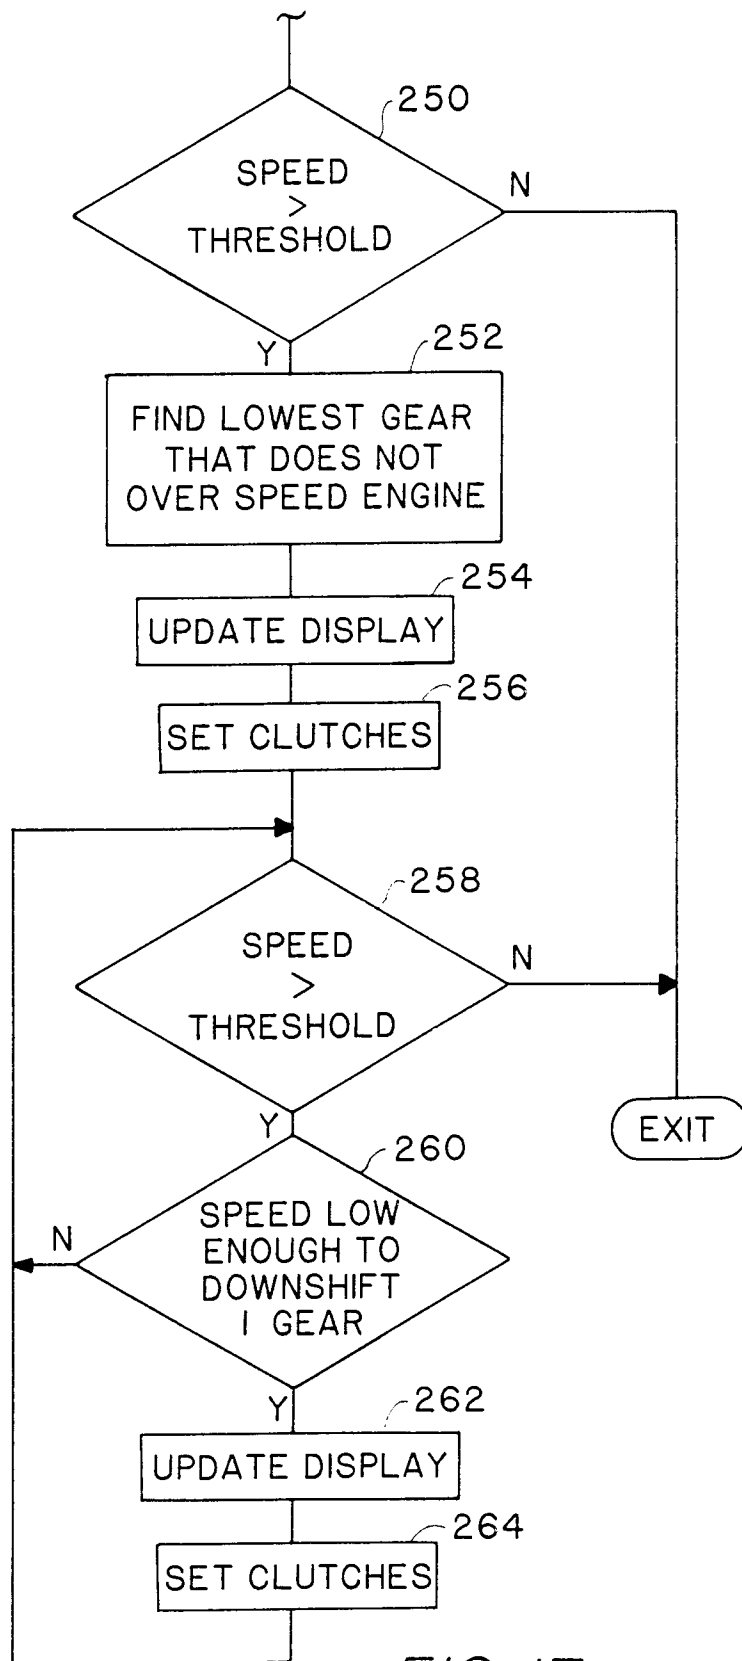 250
SPEED
>
THRESHOLD
N
Y
252
FIND LOWEST GEAR
THAT DOES NOT
OVER SPEED ENGINE
254
UPDATE DISPLAY
256
SET CLUTCHES
258
SPEED
>
THRESHOLD
N
Y
EXIT
260
SPEED LOW
ENOUGH TO
DOWNSHIFT
1 GEAR
N
Y
262
UPDATE DISPLAY
264
SET CLUTCHES